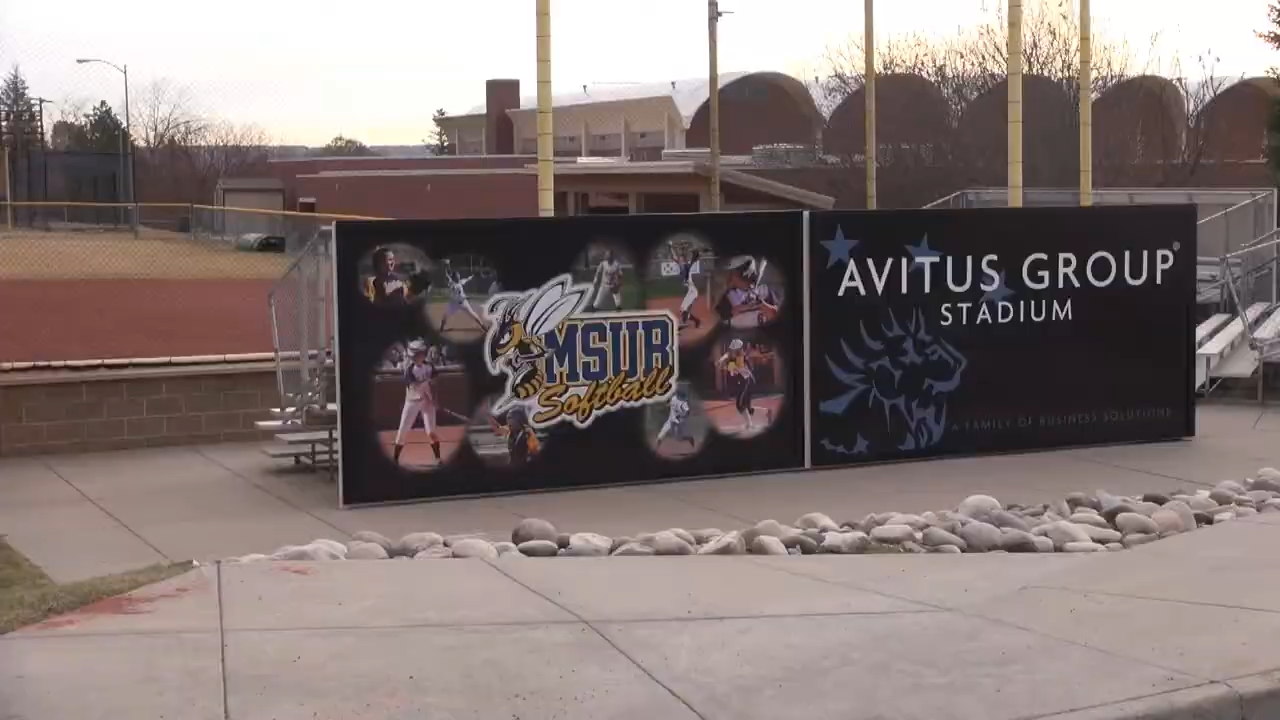 MSUB
Softball
AVITUS GROUP®
STADIUM
A FAMILY OF BUSINESS SOLUTIONS